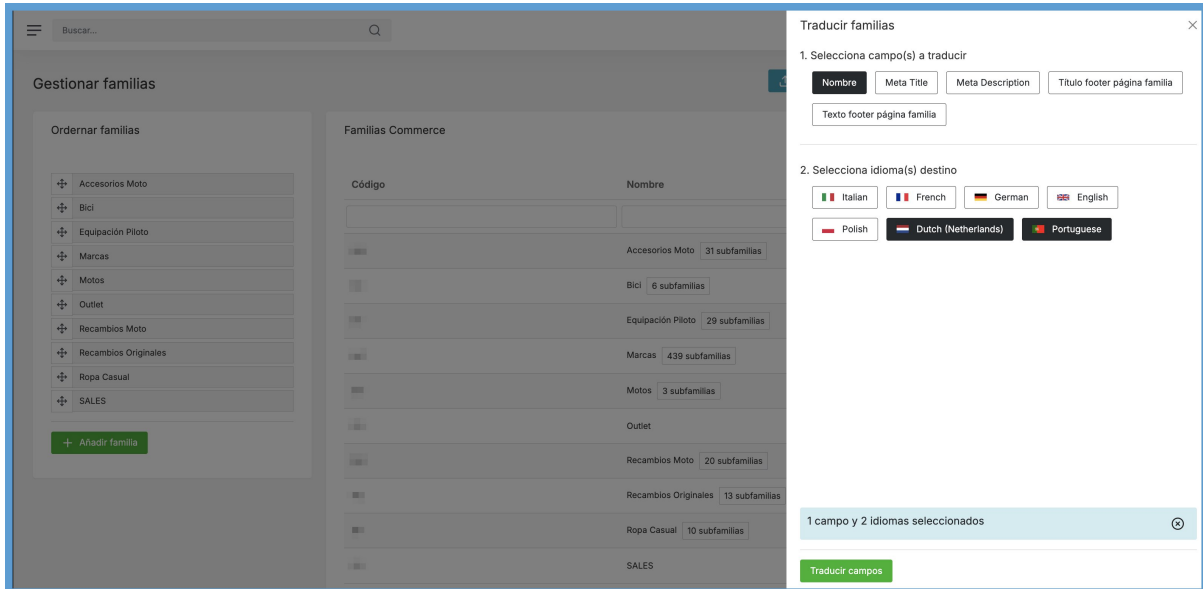 Buscar...
Gestionar familias
Ordernar familias
Accesorios Moto
Bici
Equipación Piloto
Marcas
Motos
Outlet
Recambios Moto
Recambios Originales
Ropa Casual
SALES
+ Añadir familia
Familias Commerce
Código Nombre
Accesorios Moto 31 subfamilias
Bici 6 subfamilias
Equipación Piloto 29 subfamilias
Marcas 439 subfamilias
Motos 3 subfamilias
Outlet
Recambios Moto 20 subfamilias
Recambios Originales 13 subfamilias
Ropa Casual 10 subfamilias
SALES
Traducir familias
1. Selecciona campo(s) a traducir
Nombre Meta Title Meta Description Título footer página familia
Texto footer página familia
2. Selecciona idioma(s) destino
Italian French German English
Polish Dutch (Netherlands) Portuguese
1 campo y 2 idiomas seleccionados
Traducir campos